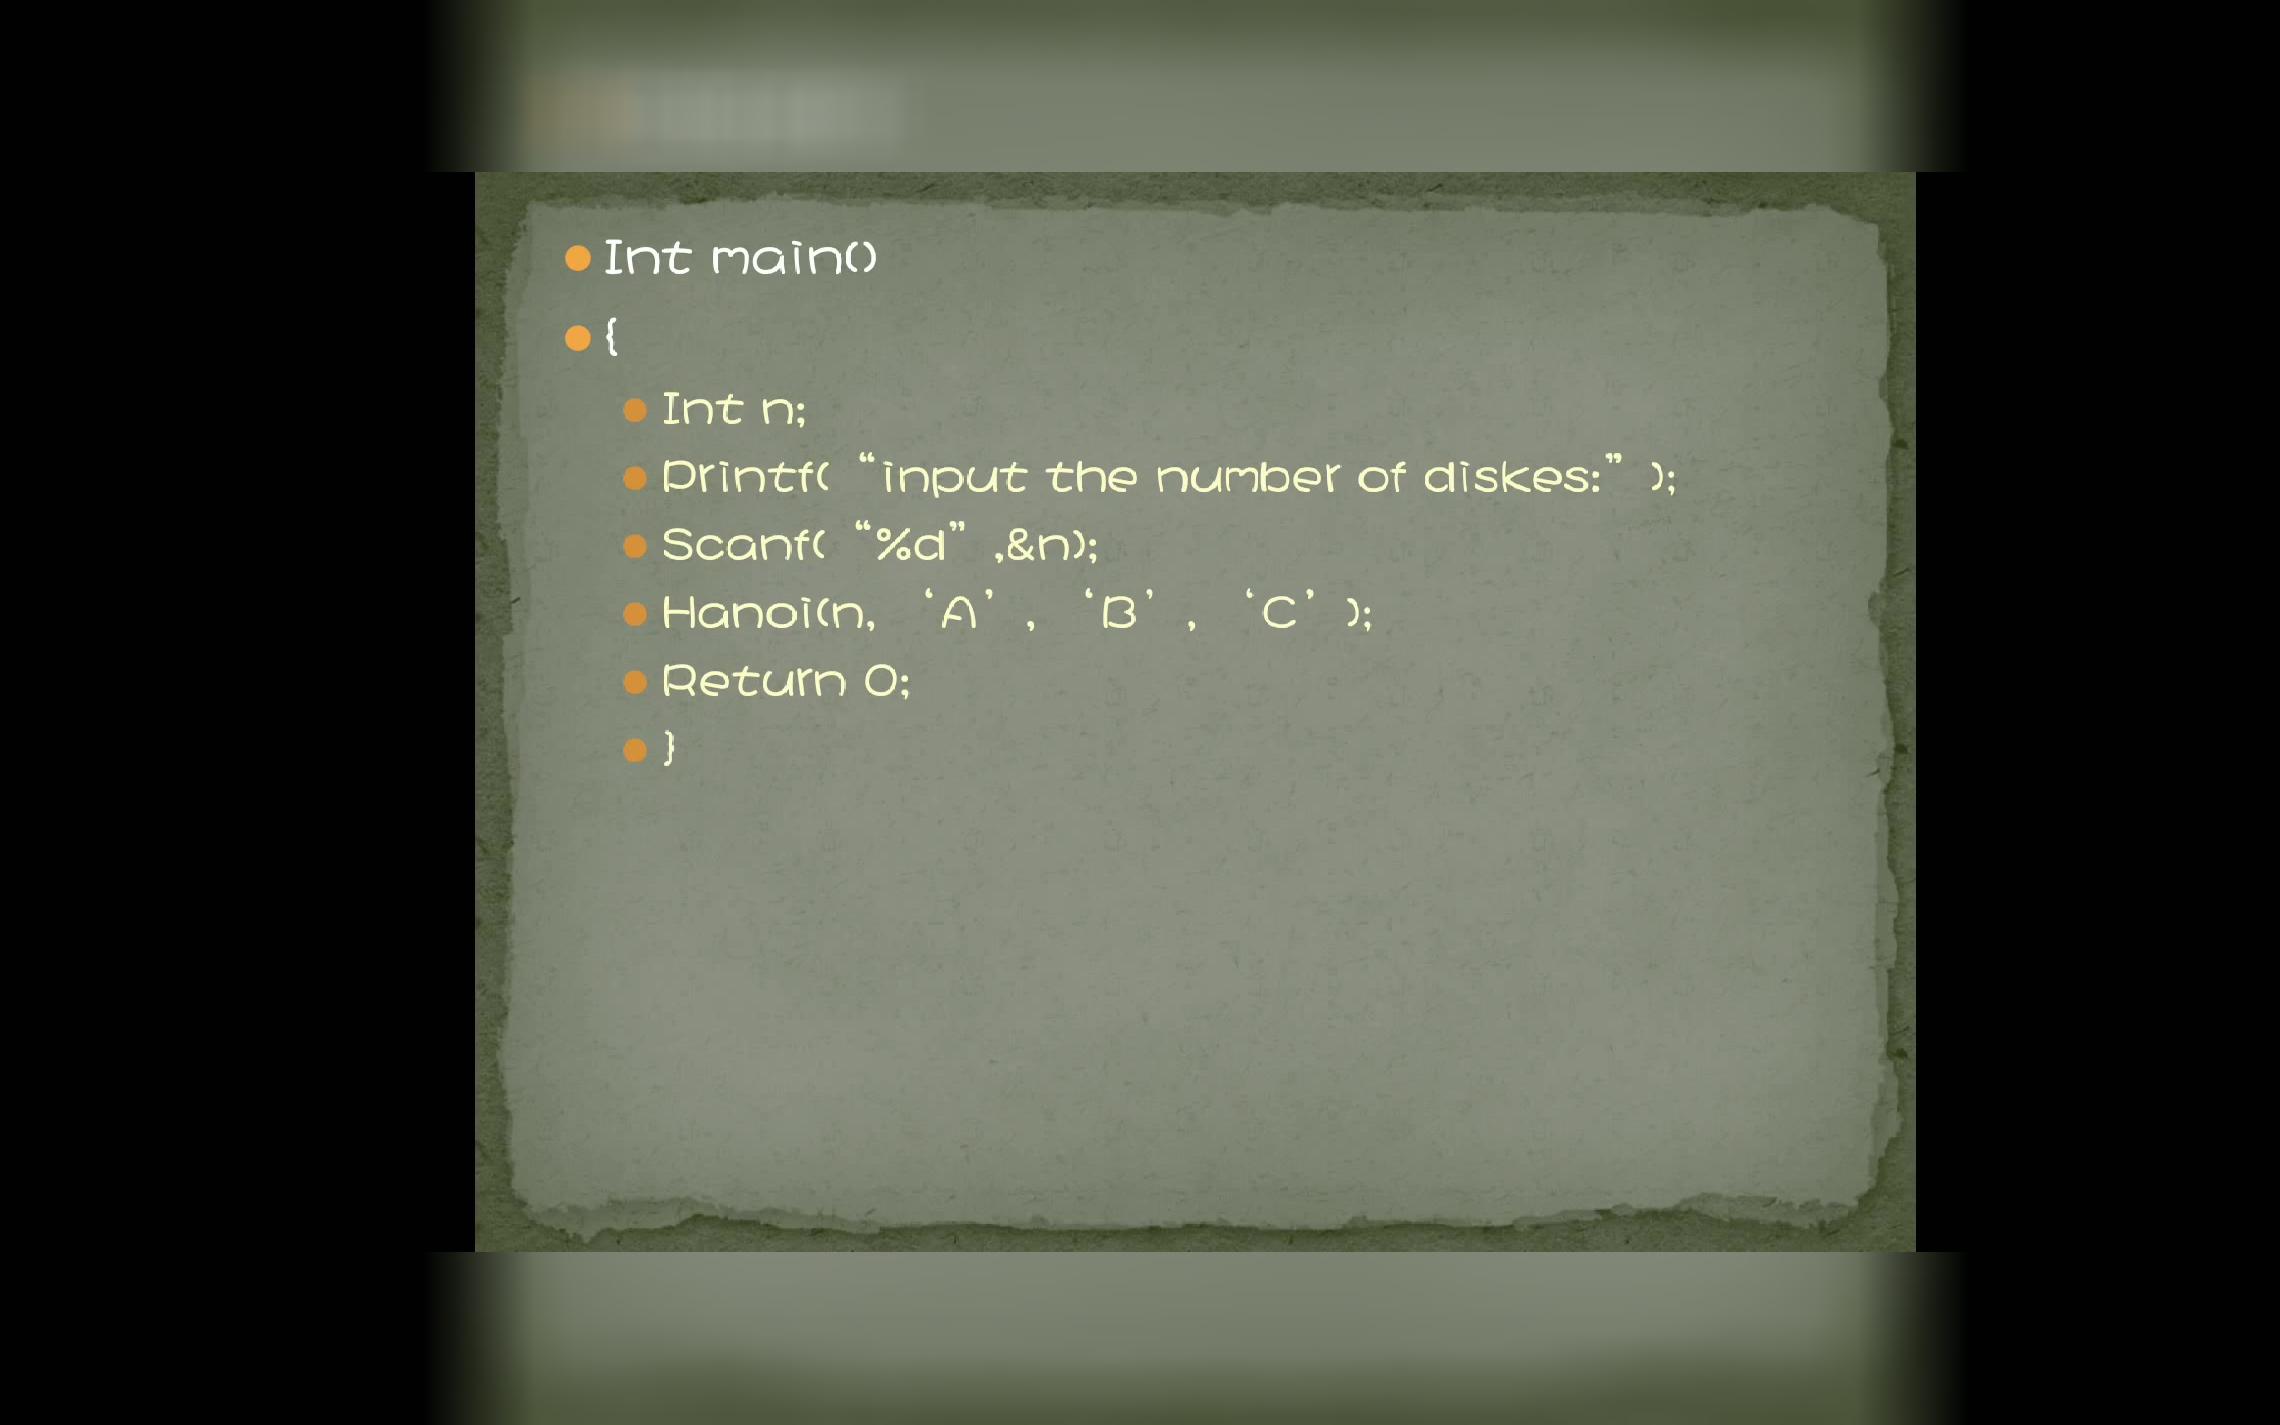 Int main()
{
Int n;
Printf( “input the number of diskes:” );
Scanf( “%d” ,&n);
Hanoi(n, ‘A’ , ‘B’ , ‘C’ );
Return 0;
}